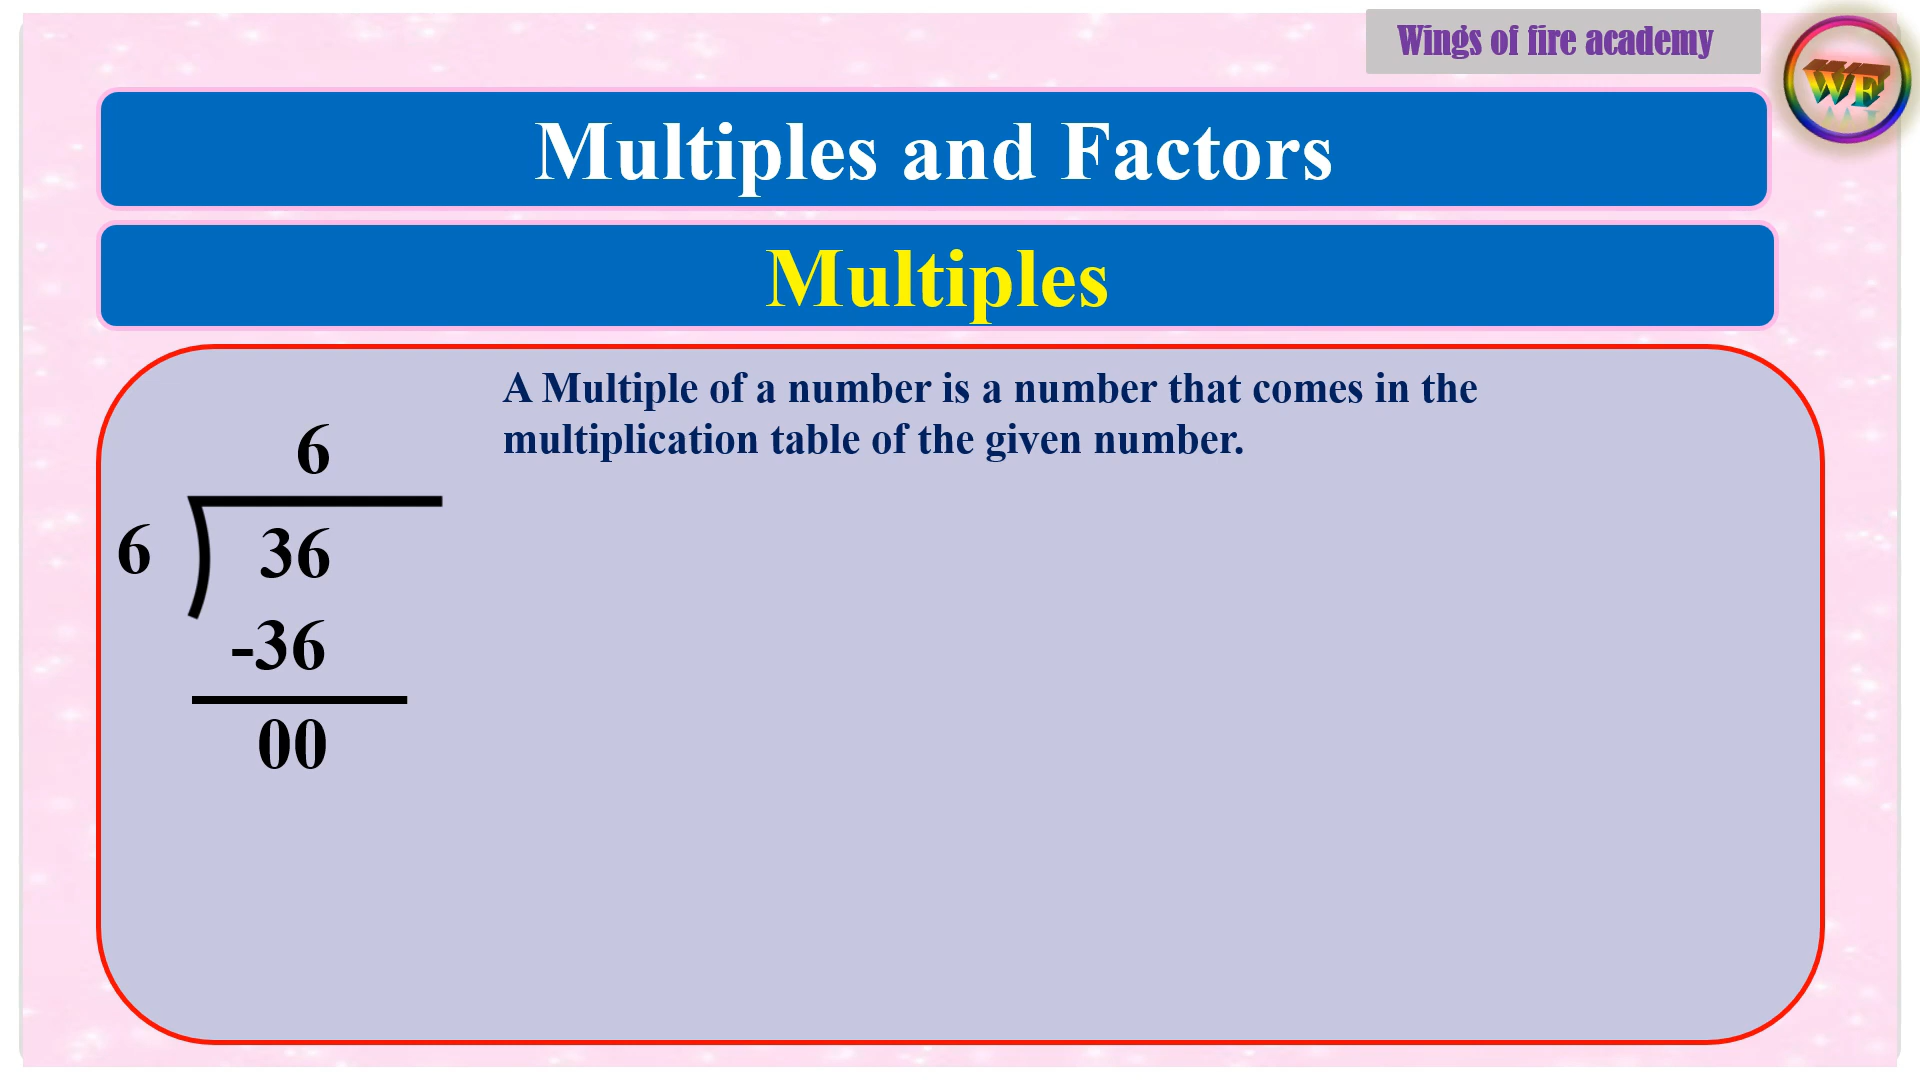 Wings of fire academy
WF
Multiples and Factors
Multiples
A Multiple of a number is a number that comes in the
multiplication table of the given number.
6
6 36
-36
00